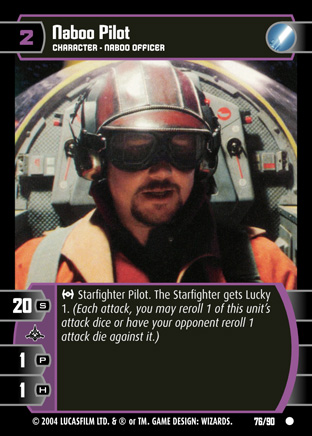 2
Naboo Pilot
CHARACTER - NABOO OFFICER
20 S
Starfighter Pilot. The Starfighter gets Lucky
1. (Each attack, you may reroll 1 of this unit's
attack dice or have your opponent reroll 1
attack die against it.)
1 P
1 H
© 2004 LUCASFILM LTD. & ® or TM. GAME DESIGN: WIZARDS. 76/90